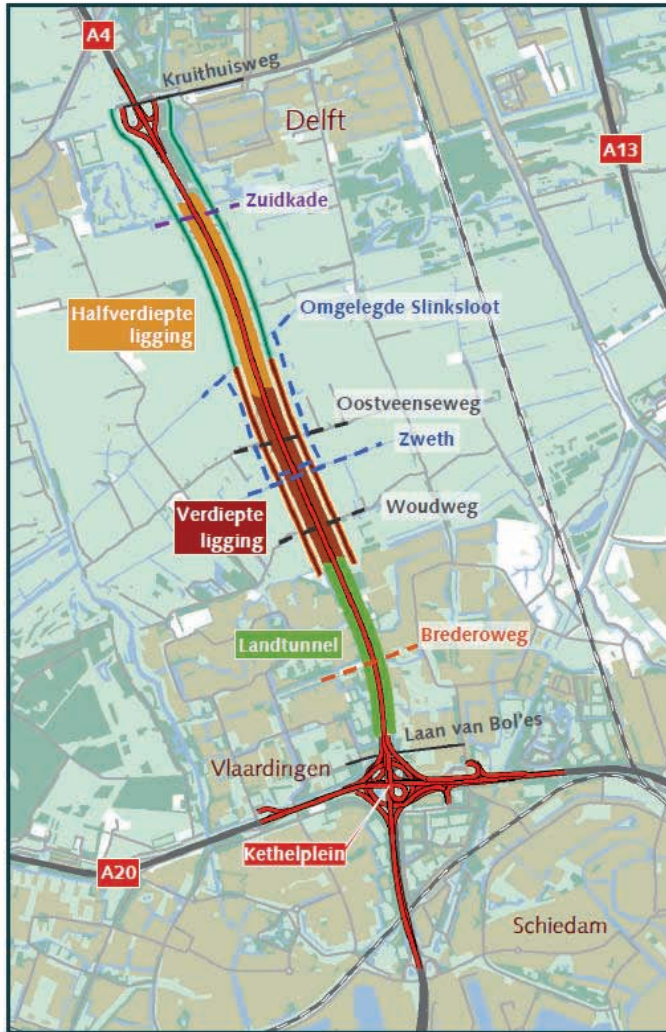 A4
Kruithuisweg
Delft
A13
Zuidkade
Halfverdiepte
ligging
Omgelegde Slinksloot
Oostveenseweg
Zweth
Verdiepte
ligging
Woudweg
Landtunnel
Brederoweg
Laan van Bol'es
Vlaardingen
Kethelplein
A20
Schiedam